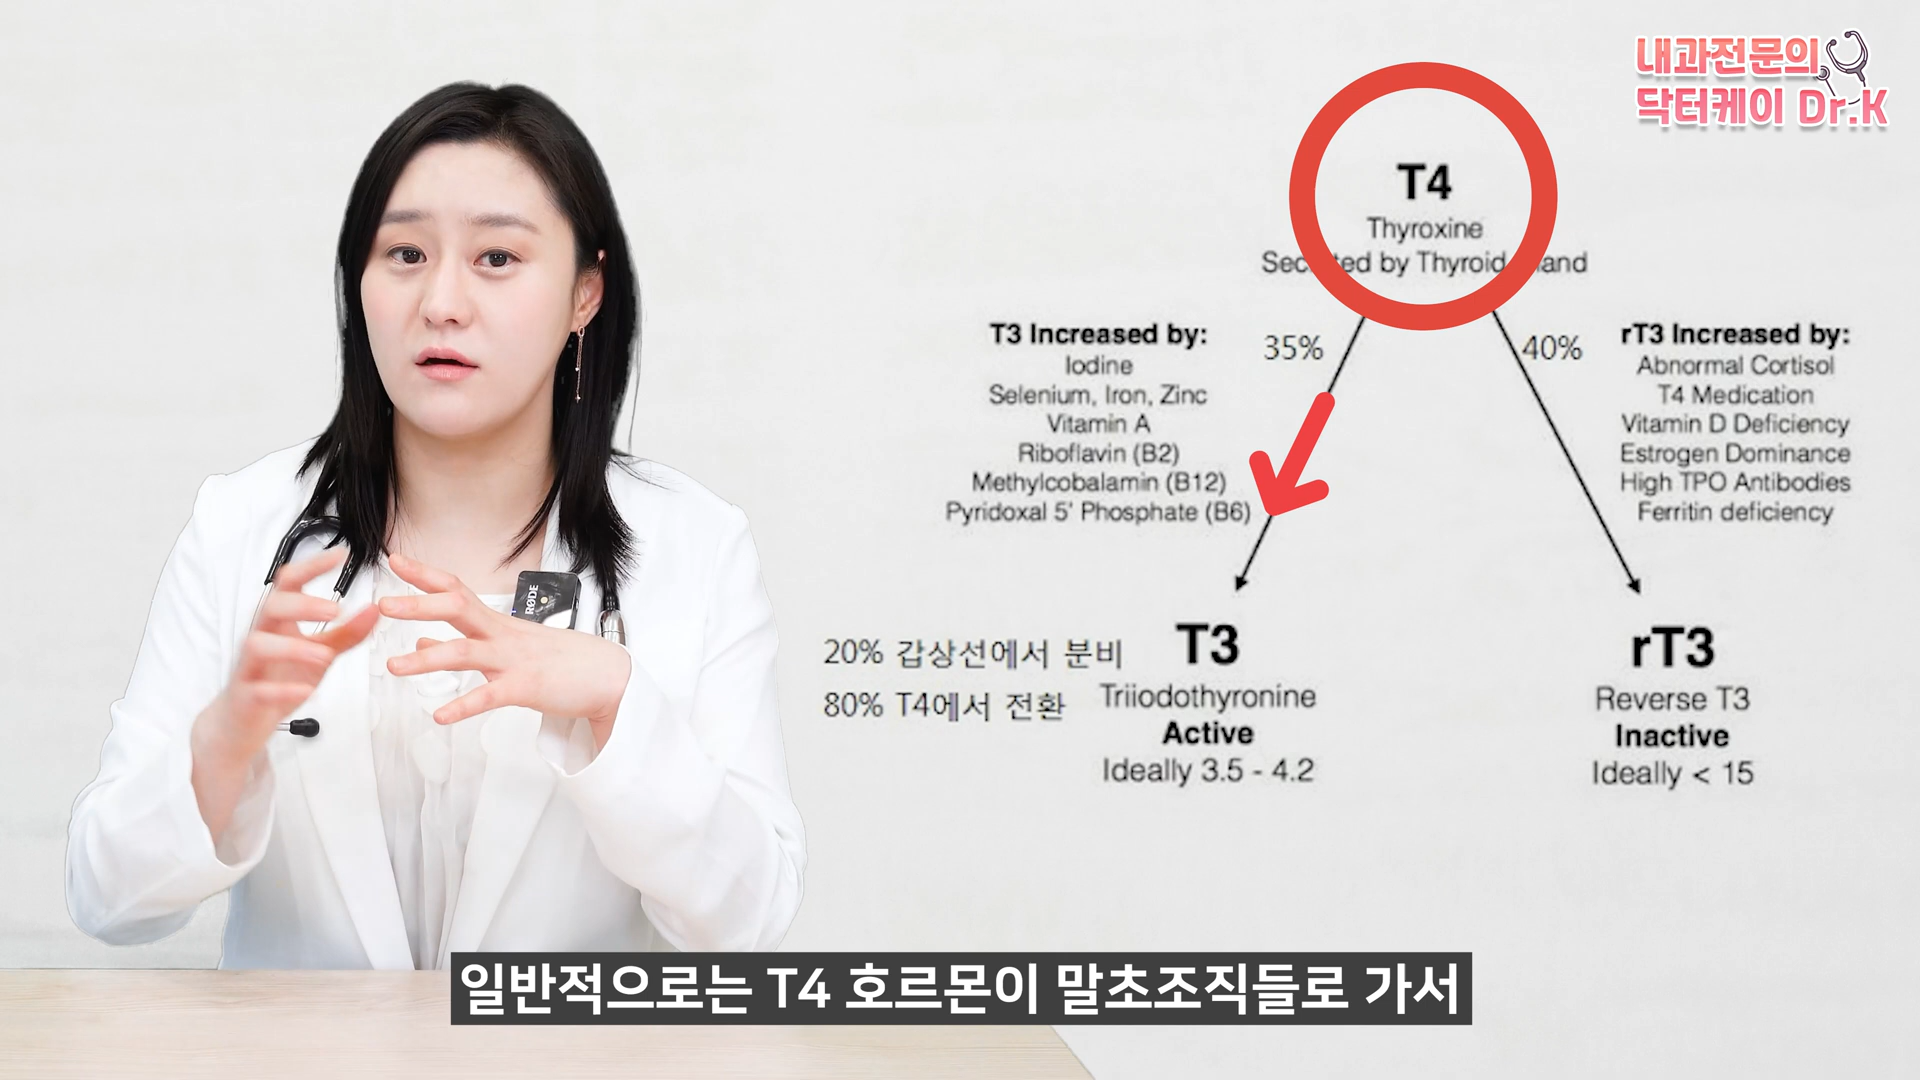 내과전문의
닥터케이 Dr.K
T4
Thyroxine
Secreted by Thyroid Gland
T3 Increased by:
Iodine
Selenium, Iron, Zinc
Vitamin A
Riboflavin (B2)
Methylcobalamin (B12)
Pyridoxal 5' Phosphate (B6)
35%
40%
rT3 Increased by:
Abnormal Cortisol
T4 Medication
Vitamin D Deficiency
Estrogen Dominance
High TPO Antibodies
Ferritin deficiency
RØDE
20% 갑상선에서 분비
80% T4에서 전환
T3
Triiodothyronine
Active
Ideally 3.5 - 4.2
rT3
Reverse T3
Inactive
Ideally < 15
일반적으로는 T4 호르몬이 말초조직들로 가서